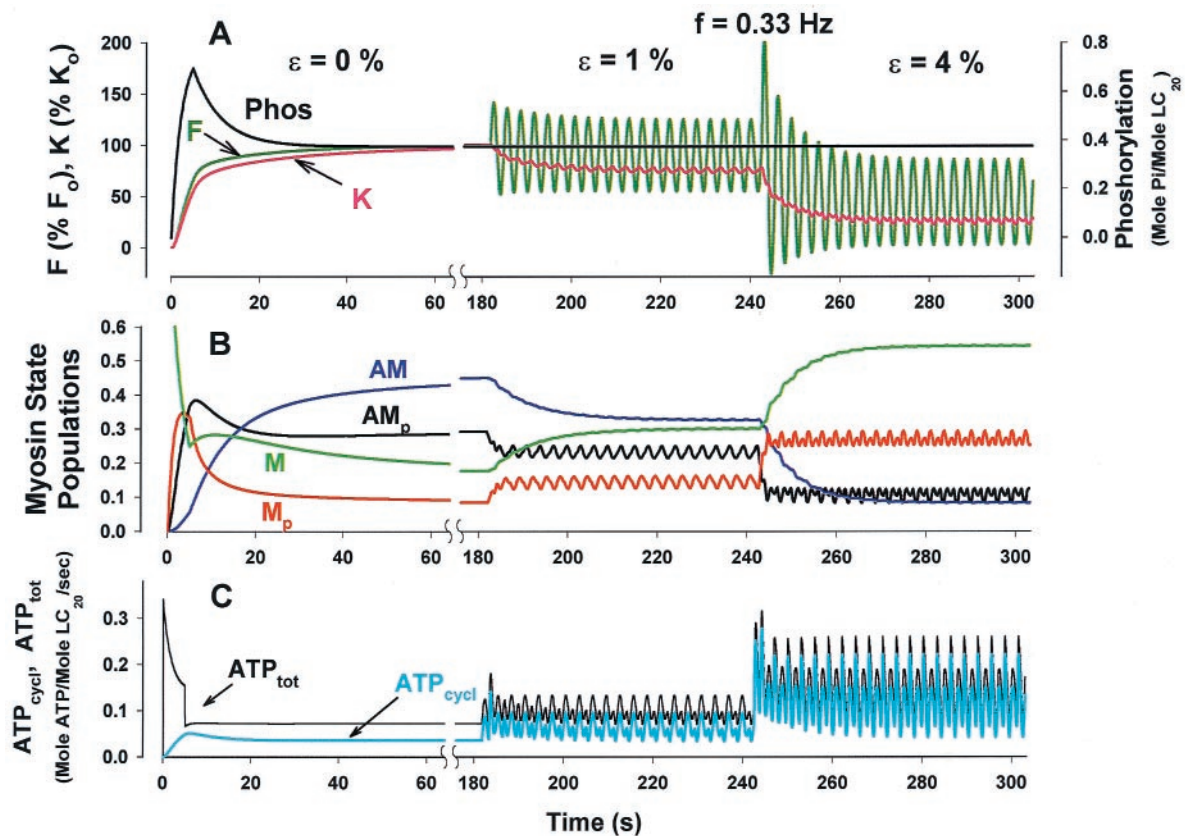 f = 0.33 Hz
A
ε = 0 %
ε = 1 %
ε = 4 %
F (% Fo), K (% Ko)
200
150
100
50
0
Phos
F
K
0.8
0.6
0.4
0.2
0.0
Phoshorylation
(Mole Pi/Mole LC20)
0 20 40 60 180 200 220 240 260 280 300
B
Myosin State
Populations
0.6
0.5
0.4
0.3
0.2
0.1
0.0
AM
AMp
M
Mp
0 20 40 60 180 200 220 240 260 280 300
C
ATPcycl, ATPtot
(Mole ATP/Mole LC20/sec)
0.3
0.2
0.1
0.0
ATPtot
ATPcycl
0 20 40 60 180 200 220 240 260 280 300
Time (s)